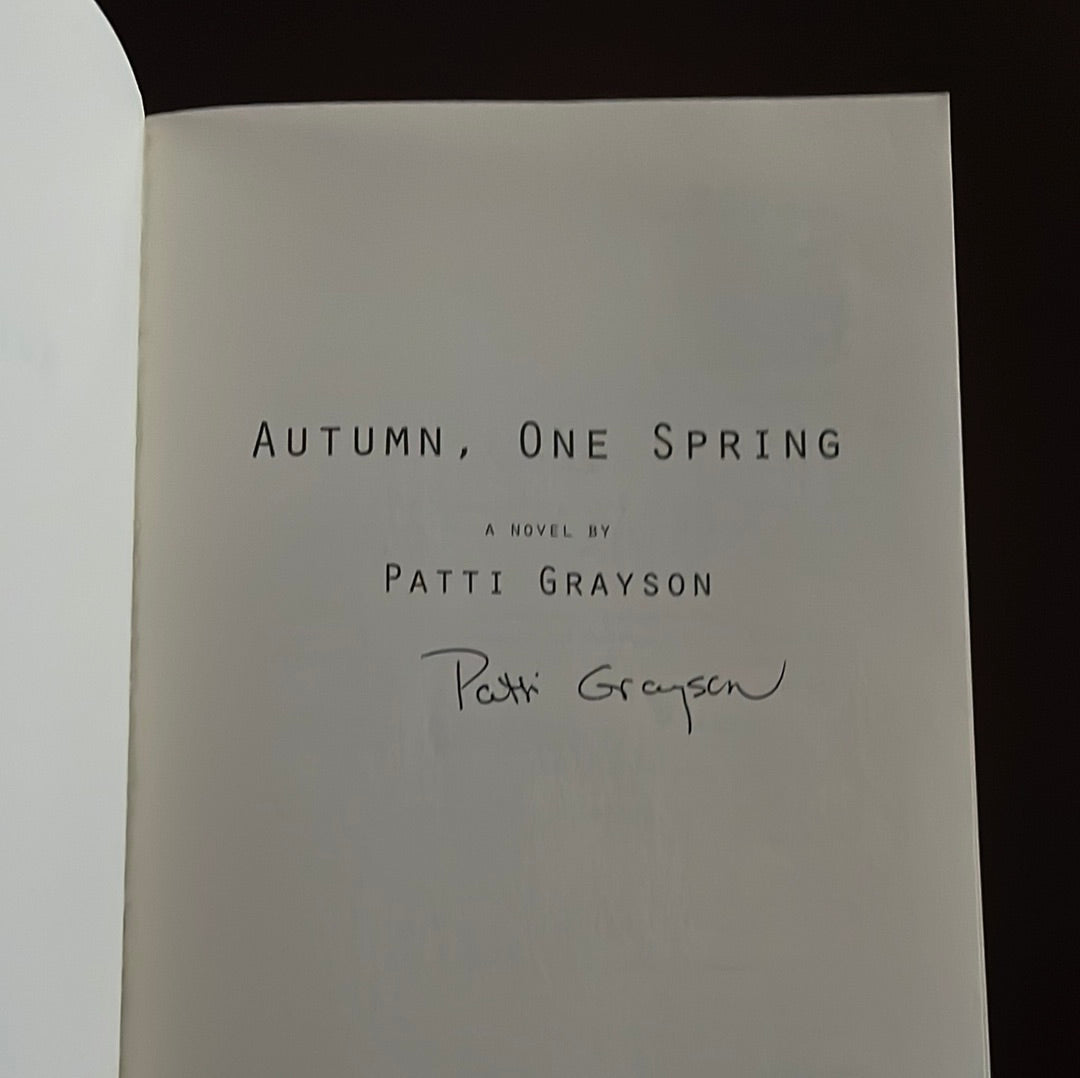 AUTUMN, ONE SPRING
A NOVEL BY
PATTI GRAYSON
Patti Grayson